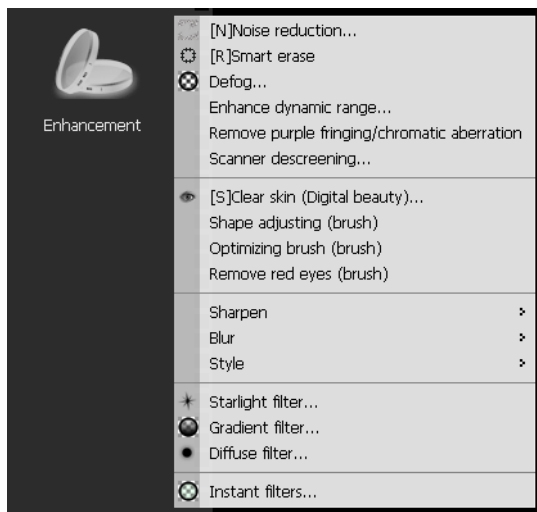 Enhancement
[N]Noise reduction...
[R]Smart erase
Defog...
Enhance dynamic range...
Remove purple fringing/chromatic aberration
Scanner descreening...
[S]Clear skin (Digital beauty)...
Shape adjusting (brush)
Optimizing brush (brush)
Remove red eyes (brush)
Sharpen
Blur
Style
Starlight filter...
Gradient filter...
Diffuse filter...
Instant filters...